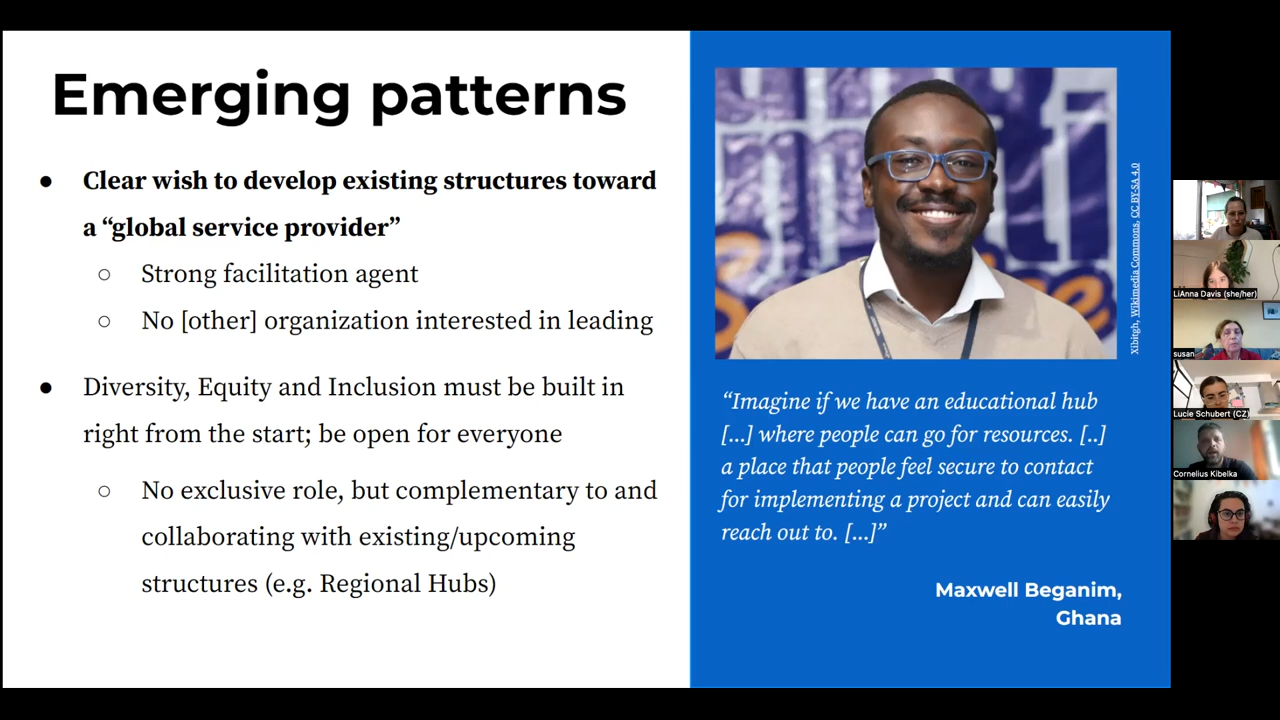 Emerging patterns
● Clear wish to develop existing structures toward
a “global service provider”
○ Strong facilitation agent
○ No [other] organization interested in leading
● Diversity, Equity and Inclusion must be built in
right from the start; be open for everyone
○ No exclusive role, but complementary to and
collaborating with existing/upcoming
structures (e.g. Regional Hubs)
Xibitgh, Wikimedia Commons, CC BY-SA 4.0
“Imagine if we have an educational hub
[...] where people can go for resources. [..]
a place that people feel secure to contact
for implementing a project and can easily
reach out to. [...]”
Maxwell Beganim,
Ghana
LiAnna Davis (she/her)
susan
Lucie Schubert (CZ)
Cornelius Kibelka